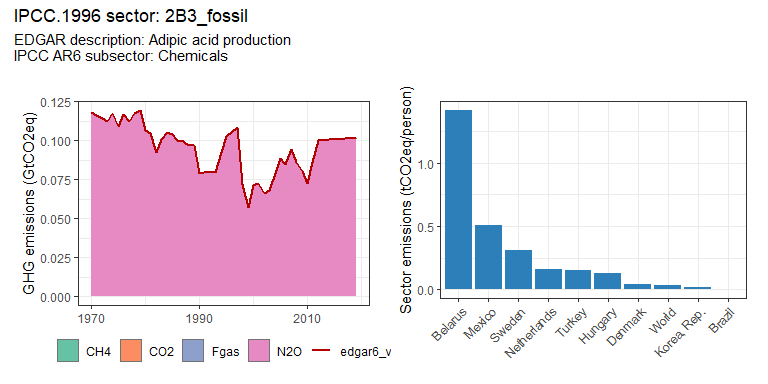 IPCC.1996 sector: 2B3_fossil
EDGAR description: Adipic acid production
IPCC AR6 subsector: Chemicals
GHG emissions (GtCO2eq)
0.125
0.100
0.075
0.050
0.025
0.000
1970
1990
2010
CH4
CO2
Fgas
N2O
edgar6_v
Sector emissions (tCO2eq/person)
1.0
0.5
0.0
Belarus
Mexico
Sweden
Netherlands
Turkey
Hungary
Denmark
World
Korea, Rep.
Brazil